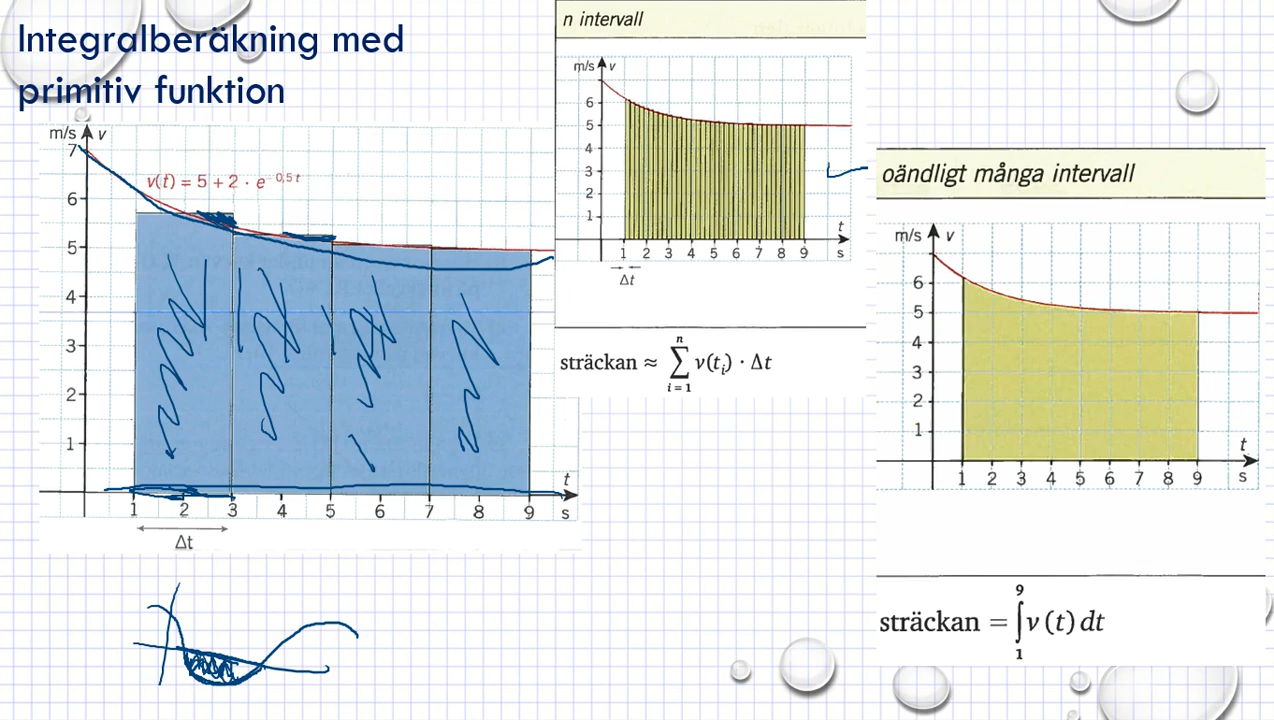 Integralberäkning med
primitiv funktion
m/s v
7
v(t) = 5 + 2 · e^-0,5t
6
5
4
3
2
1
t
1 2 3 4 5 6 7 8 9 s
Δt
n intervall
m/s v
6
5
4
3
2
1
t
1 2 3 4 5 6 7 8 9 s
Δt
sträckan ≈ n∑i=1 v(tᵢ) · Δt
oändligt många intervall
m/s v
6
5
4
3
2
1
t
1 2 3 4 5 6 7 8 9 s
9
sträckan = ∫v (t) dt
1